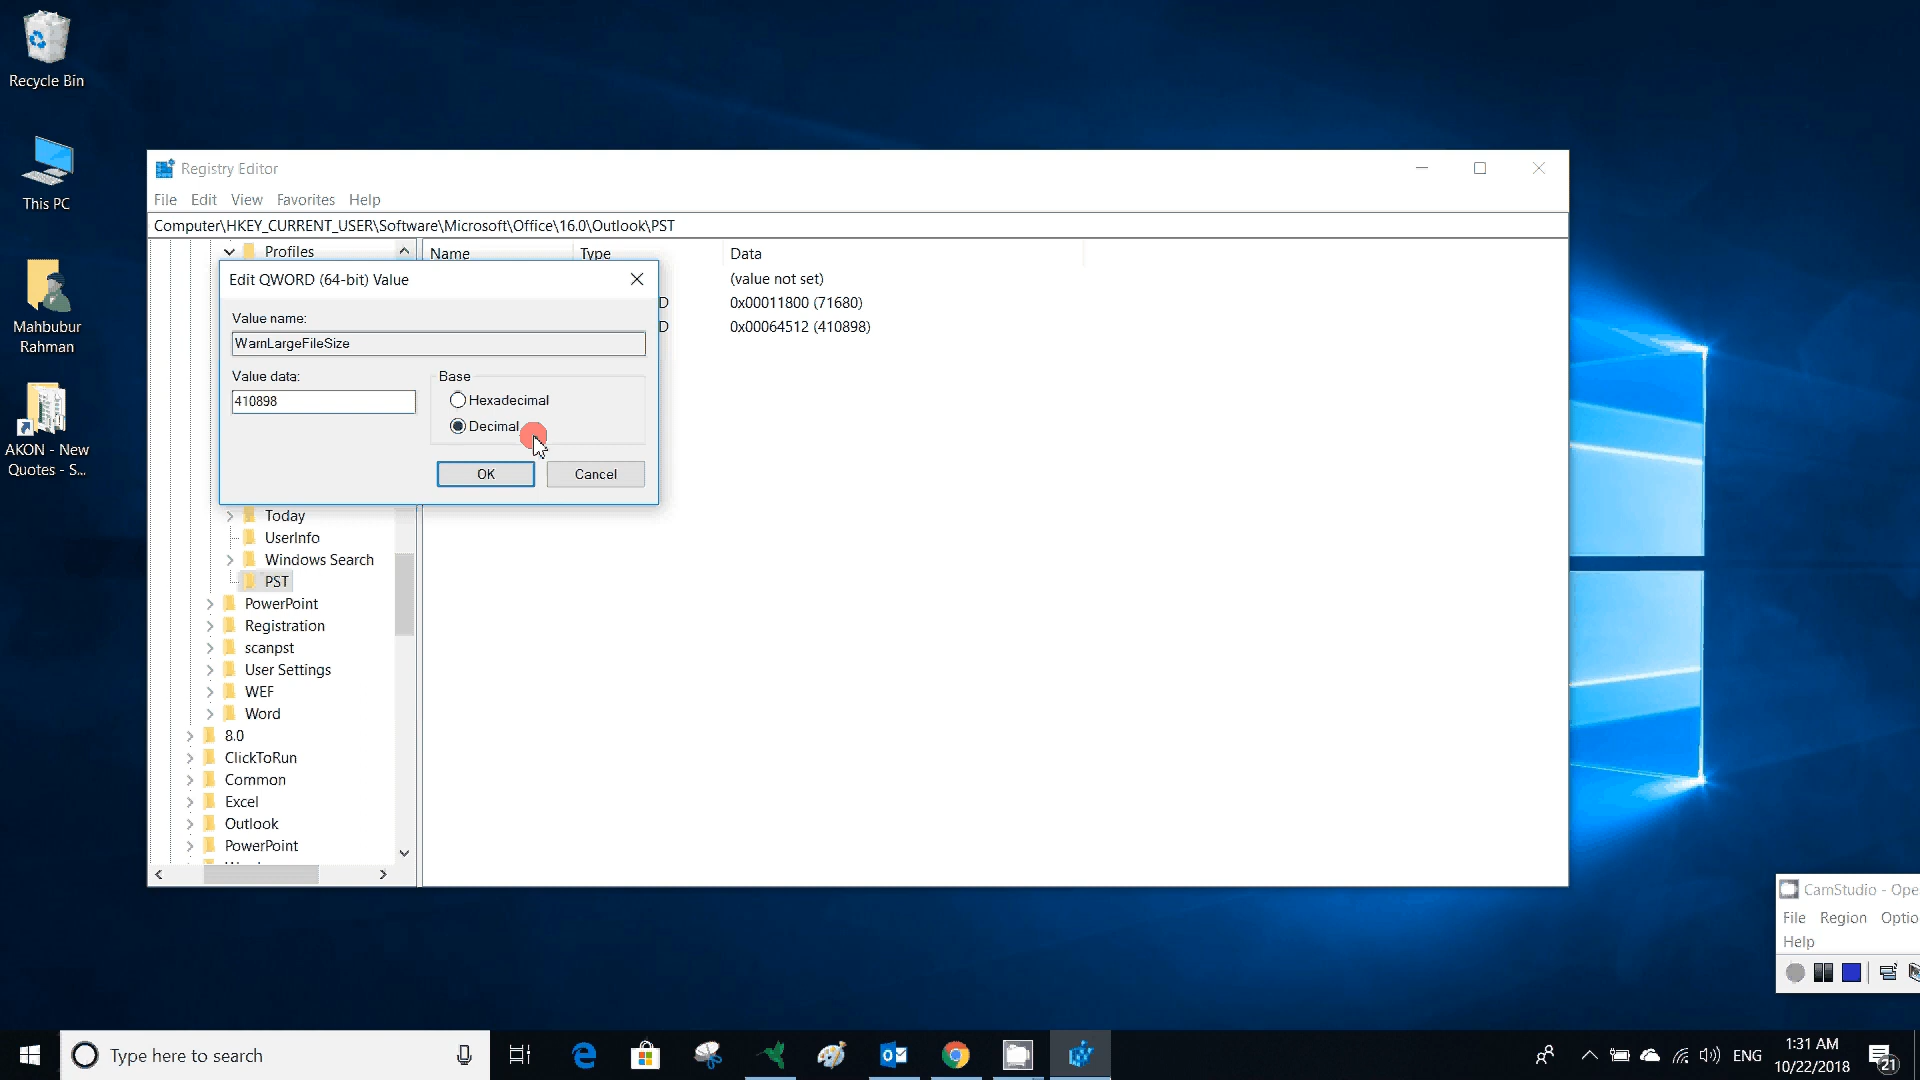 Recycle Bin
This PC
Mahbubur
Rahman
AKON - New
Quotes - S...
Registry Editor
File Edit View Favorites Help
Computer\HKEY_CURRENT_USER\Software\Microsoft\Office\16.0\Outlook\PST
Profiles
Name Type Data
(value not set)
D 0x00011800 (71680)
D 0x00064512 (410898)
Edit QWORD (64-bit) Value
Value name:
WarnLargeFileSize
Value data:
410898
Base
Hexadecimal
Decimal
OK Cancel
Today
UserInfo
Windows Search
PST
PowerPoint
Registration
scanpst
User Settings
WEF
Word
8.0
ClickToRun
Common
Excel
Outlook
PowerPoint
CamStudio - Ope
File Region Optio
Help
Type here to search
ENG
1:31 AM
10/22/2018
21